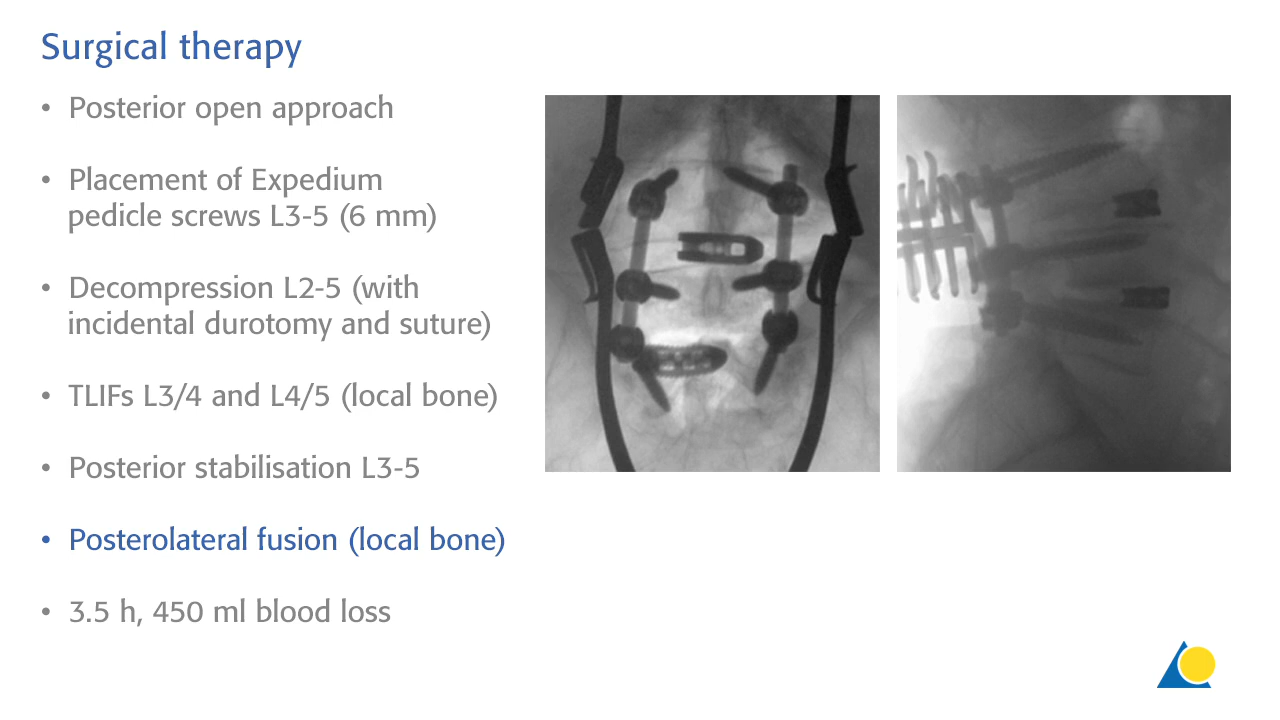 Surgical therapy
• Posterior open approach
• Placement of Expedium
pedicle screws L3-5 (6 mm)
• Decompression L2-5 (with
incidental durotomy and suture)
• TLIFs L3/4 and L4/5 (local bone)
• Posterior stabilisation L3-5
• Posterolateral fusion (local bone)
• 3.5 h, 450 ml blood loss